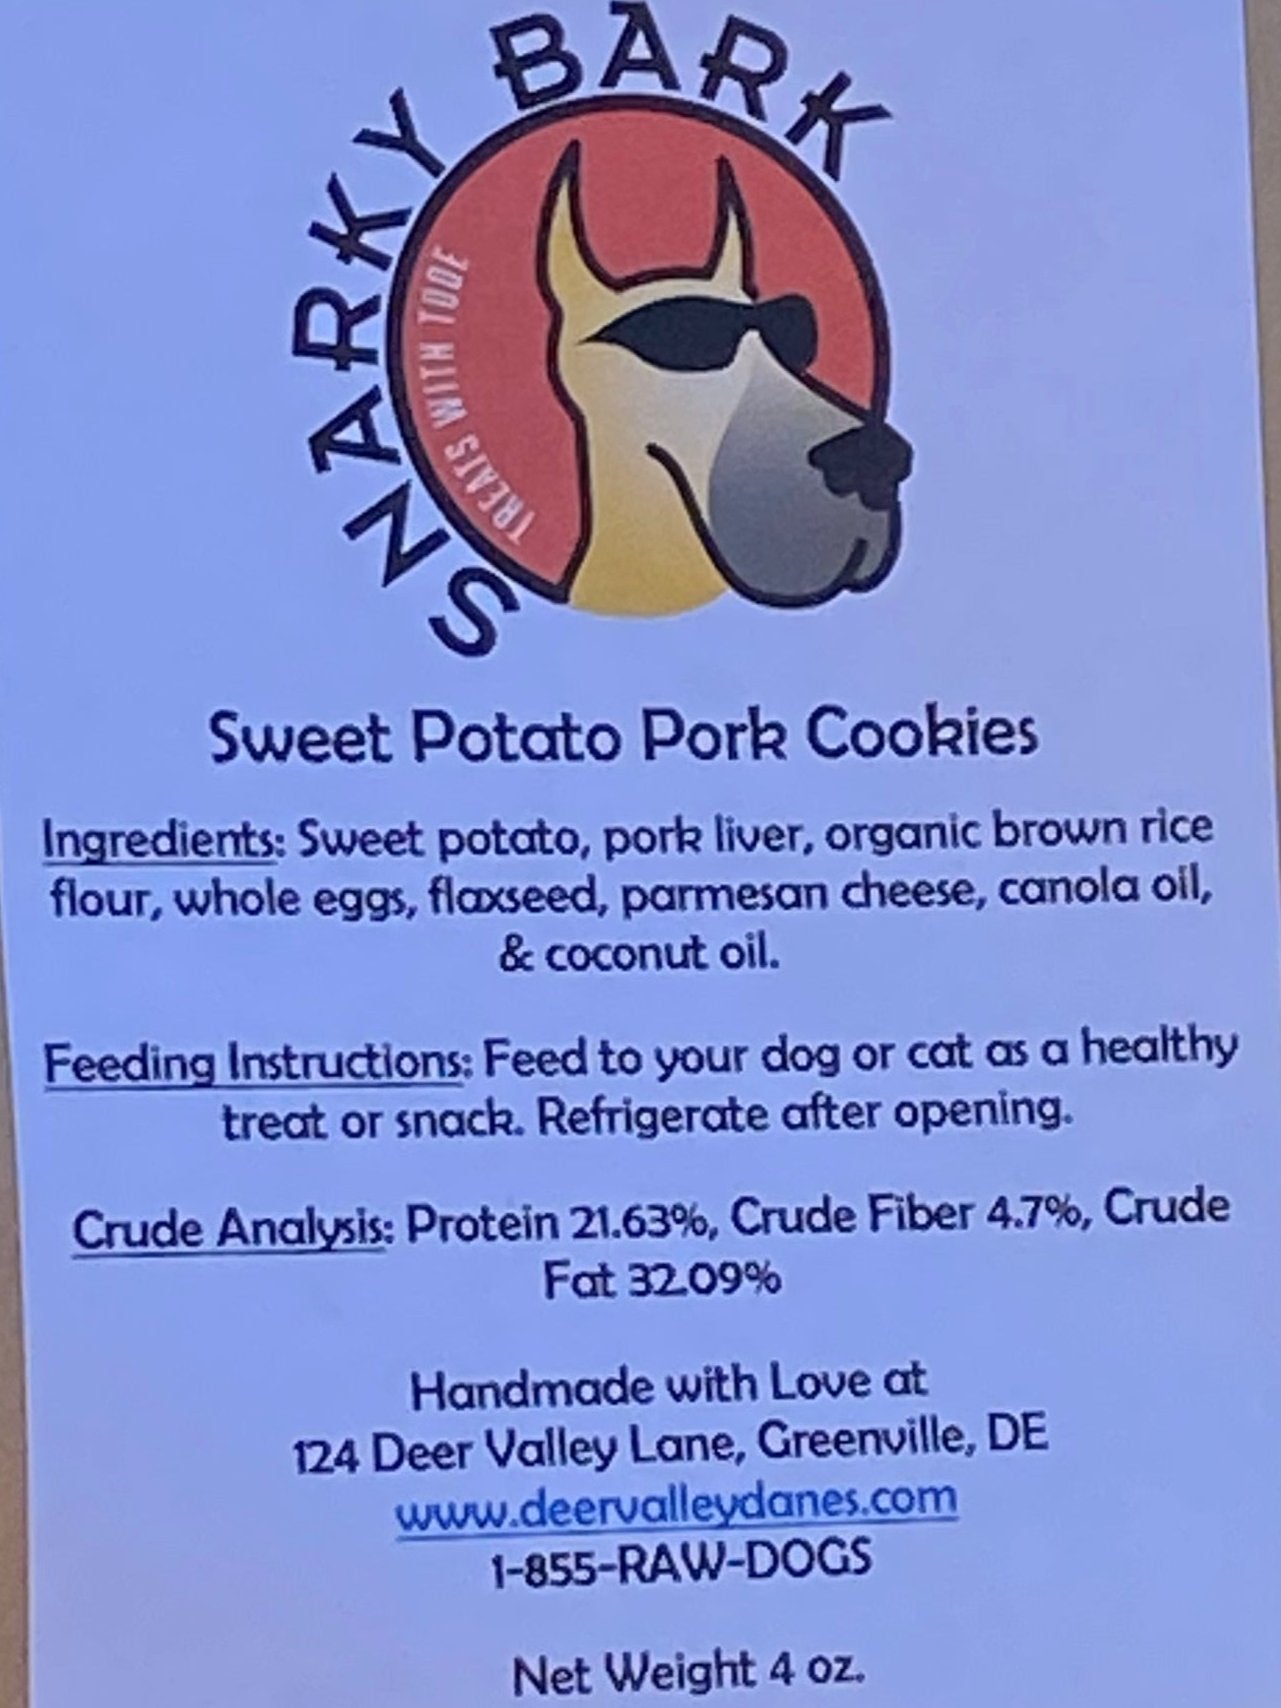 SNARKY BARK
TREATS WITH TUDE
Sweet Potato Pork Cookies
Ingredients: Sweet potato, pork liver, organic brown rice
flour, whole eggs, flaxseed, parmesan cheese, canola oil,
& coconut oil.
Feeding Instructions: Feed to your dog or cat as a healthy
treat or snack. Refrigerate after opening.
Crude Analysis: Protein 21.63%, Crude Fiber 4.7%, Crude
Fat 32.09%
Handmade with Love at
124 Deer Valley Lane, Greenville, DE
www.deervalleydanes.com
1-855-RAW-DOGS
Net Weight 4 oz.